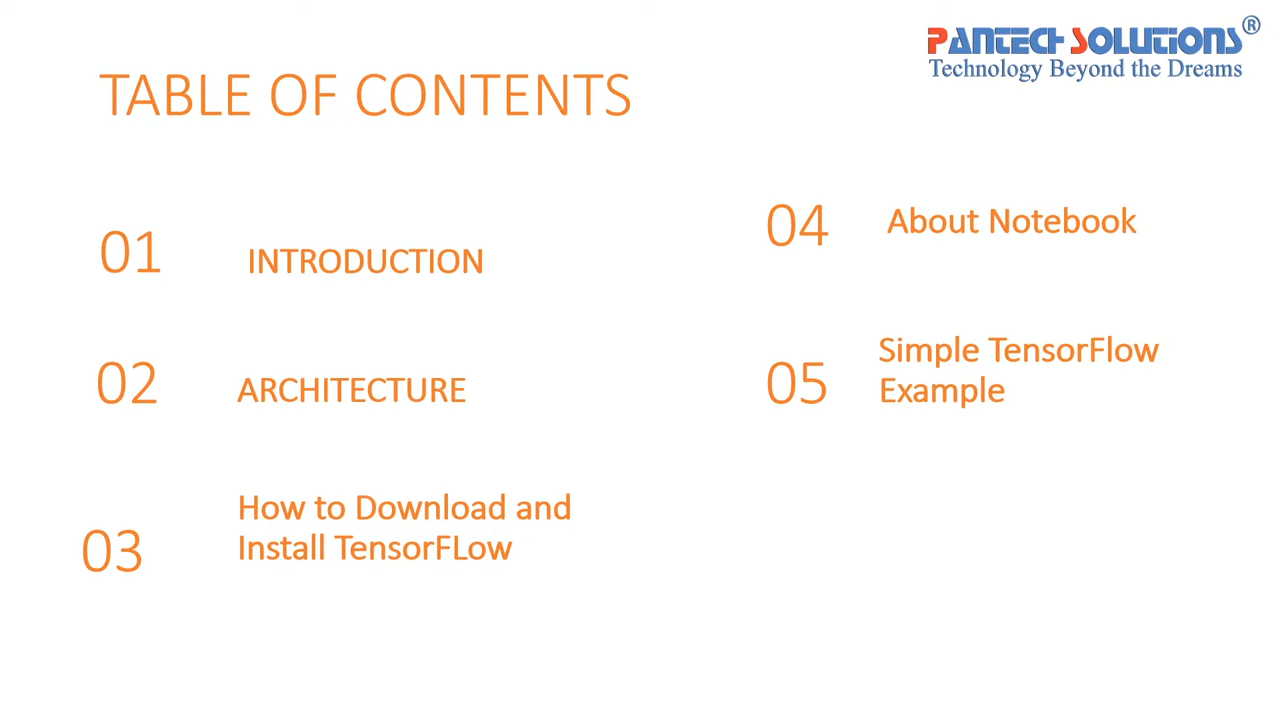 PANTECH SOLUTIONS®
Technology Beyond the Dreams
TABLE OF CONTENTS
01 INTRODUCTION
02 ARCHITECTURE
03 How to Download and
Install TensorFLow
04 About Notebook
05 Simple TensorFlow
Example